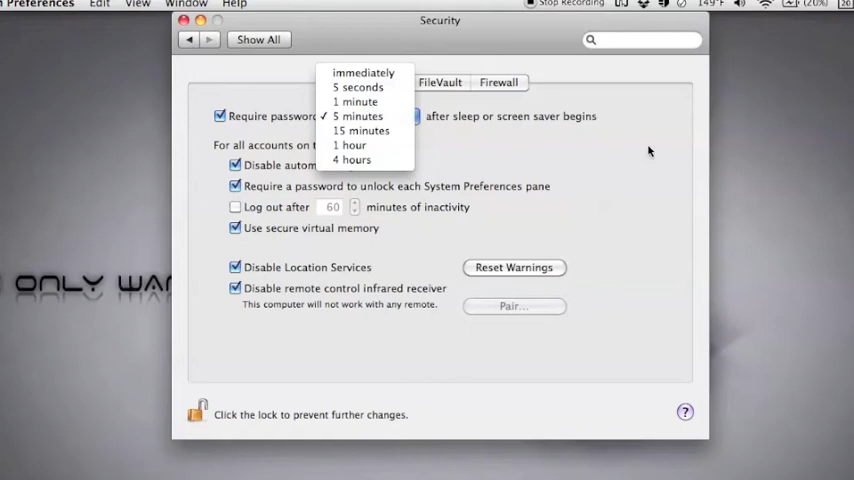 Preferences Edit View Window Help Stop Recording 149°F (20%)
Security
Show All
immediately
5 seconds
1 minute
✓ 5 minutes
15 minutes
1 hour
4 hours
FileVault Firewall
Require password after sleep or screen saver begins
For all accounts on t
Disable autom
Require a password to unlock each System Preferences pane
Log out after 60 minutes of inactivity
Use secure virtual memory
Disable Location Services Reset Warnings
Disable remote control infrared receiver
This computer will not work with any remote. Pair...
ONLY WA
Click the lock to prevent further changes. ?